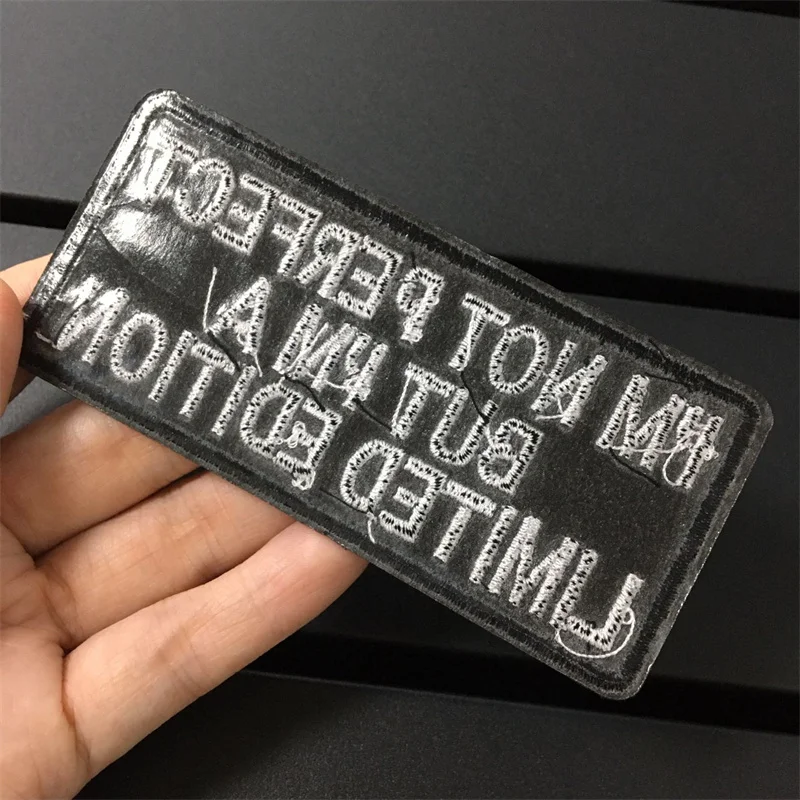 I'M NOT PERFECT
BUT I'M A
LIMITED EDITION